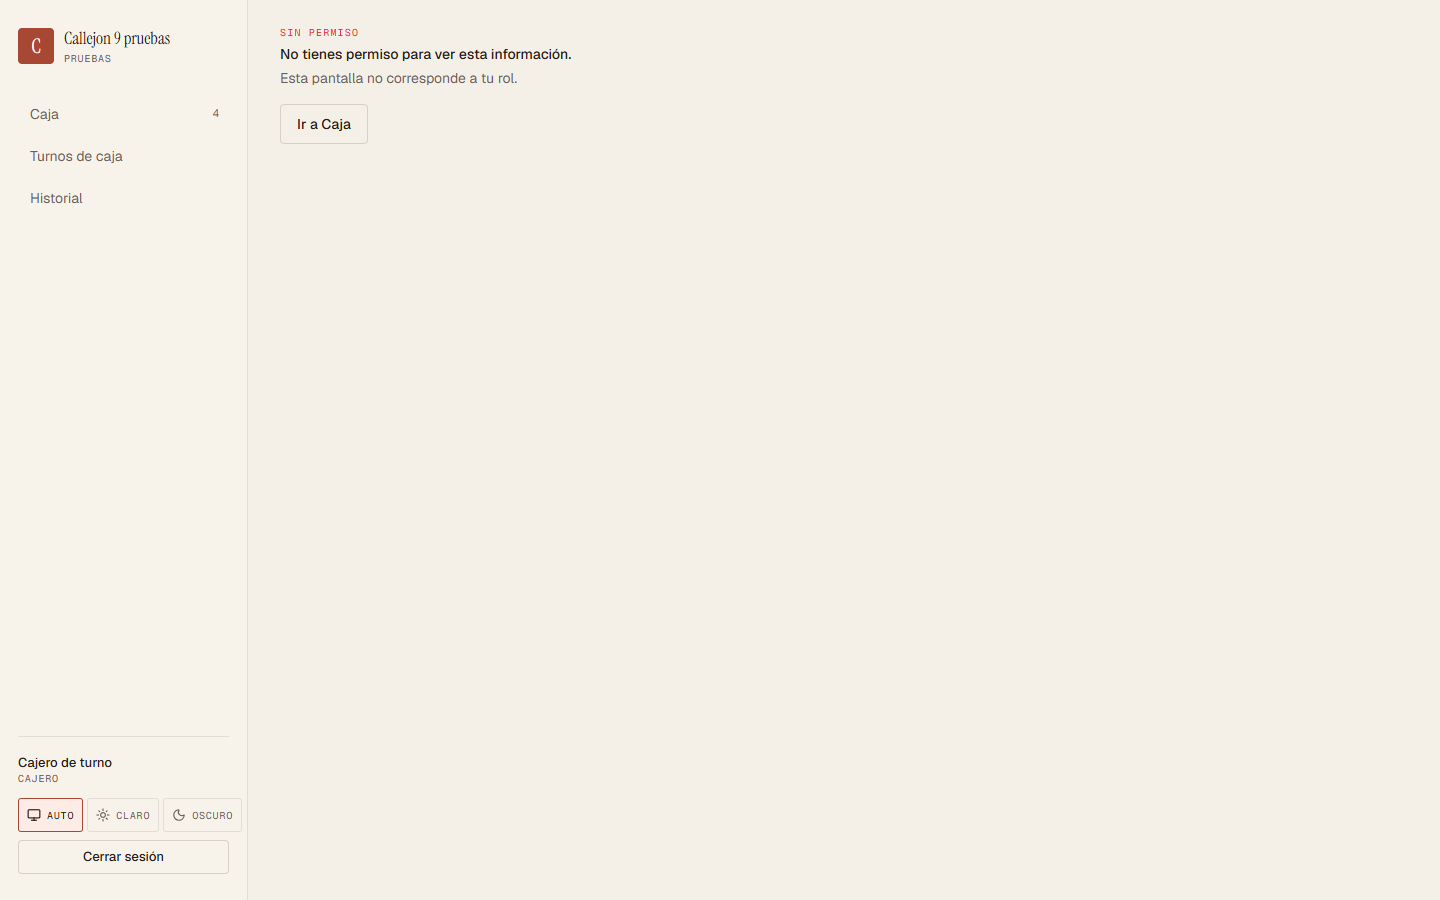 C
Callejon 9 pruebas
PRUEBAS
Caja 4
Turnos de caja
Historial
Cajero de turno
CAJERO
AUTO CLARO OSCURO
Cerrar sesión
SIN PERMISO
No tienes permiso para ver esta información.
Esta pantalla no corresponde a tu rol.
Ir a Caja